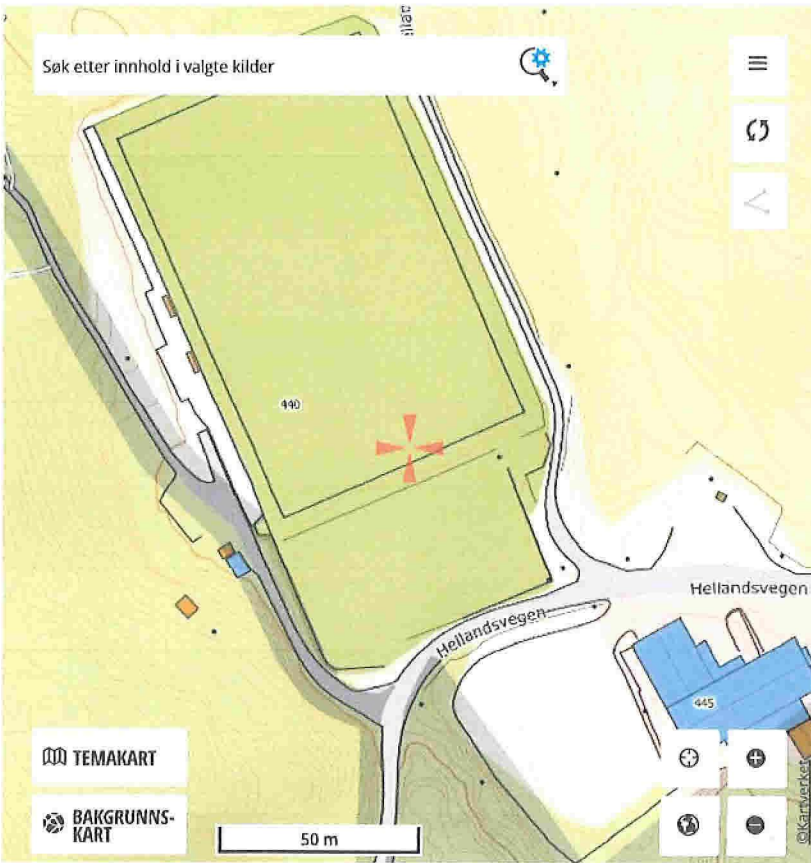 Søk etter innhold i valgte kilder
440
Hellandsvegen
Hellandsvegen
445
TEMAKART
BAKGRUNNS-
KART
50 m
©Kartverket